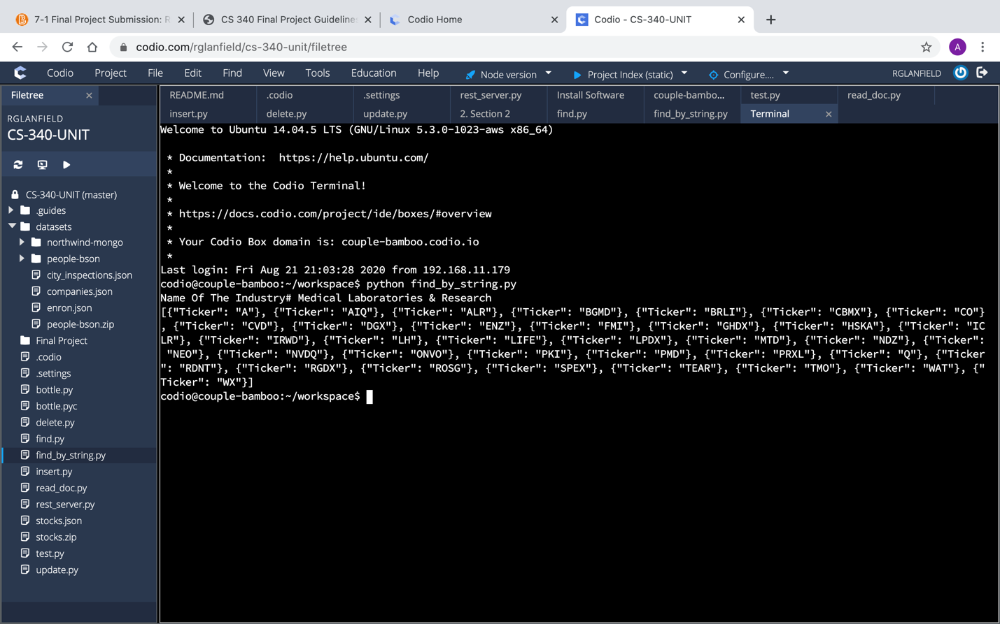 7-1 Final Project Submission: R
CS 340 Final Project Guideline
Codio Home
Codio - CS-340-UNIT
codio.com/rglanfield/cs-340-unit/filetree
A
Codio Project File Edit Find View Tools Education Help Node version Project Index (static) Configure.... RGLANFIELD
Filetree
RGLANFIELD
CS-340-UNIT
CS-340-UNIT (master)
.guides
datasets
northwind-mongo
people-bson
city_inspections.json
companies.json
enron.json
people-bson.zip
Final Project
.codio
.settings
bottle.py
bottle.pyc
delete.py
find.py
find_by_string.py
insert.py
read_doc.py
rest_server.py
stocks.json
stocks.zip
test.py
update.py
README.md .codio .settings rest_server.py Install Software couple-bambo... test.py read_doc.py
insert.py delete.py update.py 2. Section 2 find.py find_by_string.py Terminal
Welcome to Ubuntu 14.04.5 LTS (GNU/Linux 5.3.0-1023-aws x86_64)
* Documentation:  https://help.ubuntu.com/
*
* Welcome to the Codio Terminal!
*
* https://docs.codio.com/project/ide/boxes/#overview
*
* Your Codio Box domain is: couple-bamboo.codio.io
*
Last login: Fri Aug 21 21:03:28 2020 from 192.168.11.179
codio@couple-bamboo:~/workspace$ python find_by_string.py
Name Of The Industry# Medical Laboratories & Research
[{"Ticker": "A"}, {"Ticker": "AIQ"}, {"Ticker": "ALR"}, {"Ticker": "BGMD"}, {"Ticker": "BRLI"}, {"Ticker": "CBMX"}, {"Ticker": "CO"}
, {"Ticker": "CVD"}, {"Ticker": "DGX"}, {"Ticker": "ENZ"}, {"Ticker": "FMI"}, {"Ticker": "GHDX"}, {"Ticker": "HSKA"}, {"Ticker": "IC
LR"}, {"Ticker": "IRWD"}, {"Ticker": "LH"}, {"Ticker": "LIFE"}, {"Ticker": "LPDX"}, {"Ticker": "MTD"}, {"Ticker": "NDZ"}, {"Ticker":
"NEO"}, {"Ticker": "NVDQ"}, {"Ticker": "ONVO"}, {"Ticker": "PKI"}, {"Ticker": "PMD"}, {"Ticker": "PRXL"}, {"Ticker": "Q"}, {"Ticker
": "RDNT"}, {"Ticker": "RGDX"}, {"Ticker": "ROSG"}, {"Ticker": "SPEX"}, {"Ticker": "TEAR"}, {"Ticker": "TMO"}, {"Ticker": "WAT"}, {"
Ticker": "WX"}]
codio@couple-bamboo:~/workspace$